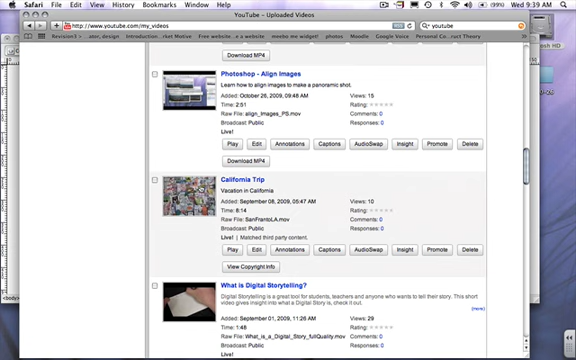 Safari File Edit View History Bookmarks Window Help Wed 9:39 AM
YouTube - Uploaded Videos
http://www.youtube.com/my_videos youtube
Download MP4
Photoshop - Align Images
Learn how to align images to make a panoramic shot.
Added: October 26, 2009, 09:48 AM Views: 15
Time: 2:51 Rating:
Raw File: align_Images_PS.mov Comments: 0
Broadcast: Public Responses: 0
Live!
Play Edit Annotations Captions AudioSwap Insight Promote Delete
Download MP4
California Trip
Vacation in California
Added: September 08, 2009, 05:47 AM Views: 10
Time: 8:14 Rating:
Raw File: SanFrantoLA.mov Comments: 0
Broadcast: Public Responses: 0
Live! | Matched third party content.
Play Edit Annotations Captions AudioSwap Insight Promote Delete
View Copyright Info
What is Digital Storytelling?
Digital Storytelling is a great tool for students, teachers and anyone who wants to tell their story. This short
video gives insight into what a Digital Story is, check it out.
(more)
Added: September 01, 2009, 11:26 AM Views: 29
Time: 1:48 Rating:
Raw File: What_is_a_Digital_Story_fullQuality.mov Comments: 0
Broadcast: Public Responses: 0
Live!